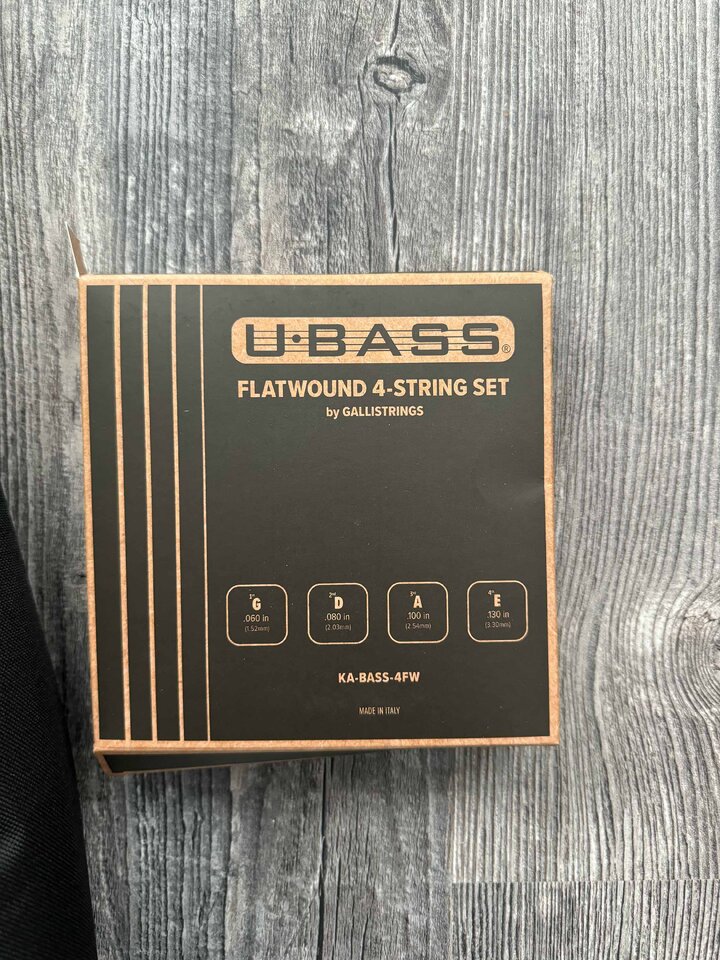 U•BASS®
FLATWOUND 4-STRING SET
by GALLISTRINGS
1st G .060 in (1.52mm)
2nd D .080 in (2.03mm)
3rd A .100 in (2.54mm)
4th E .130 in (3.30mm)
KA-BASS-4FW
MADE IN ITALY